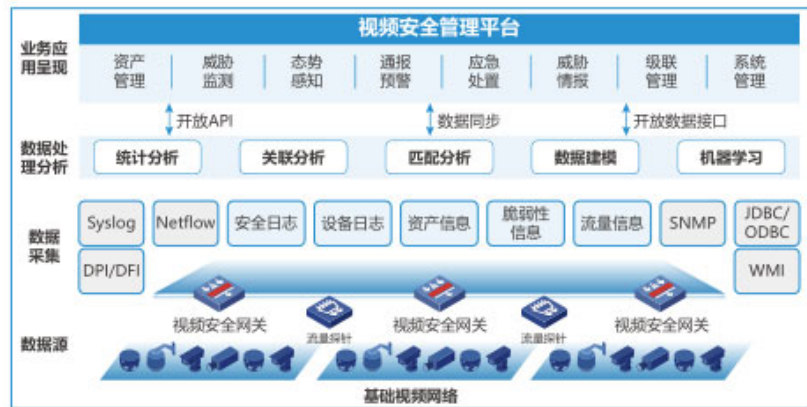 视频安全管理平台
业务应
用呈现
资产
管理
威胁
监测
态势
感知
通报
预警
应急
处置
威胁
情报
级联
管理
系统
管理
开放API
数据同步
开放数据接口
数据处
理分析
统计分析
关联分析
匹配分析
数据建模
机器学习
数据
采集
Syslog
Netflow
安全日志
设备日志
资产信息
脆弱性
信息
流量信息
SNMP
JDBC/
ODBC
DPI/DFI
WMI
数据源
视频安全网关
流量探针
视频安全网关
流量探针
视频安全网关
基础视频网络